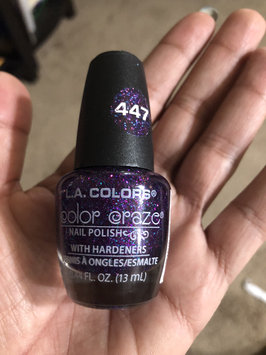 447
L.A. COLORS
color craze
NAIL POLISH
WITH HARDENERS
À ONGLES/ESMALTE
FL. OZ. (13 mL)